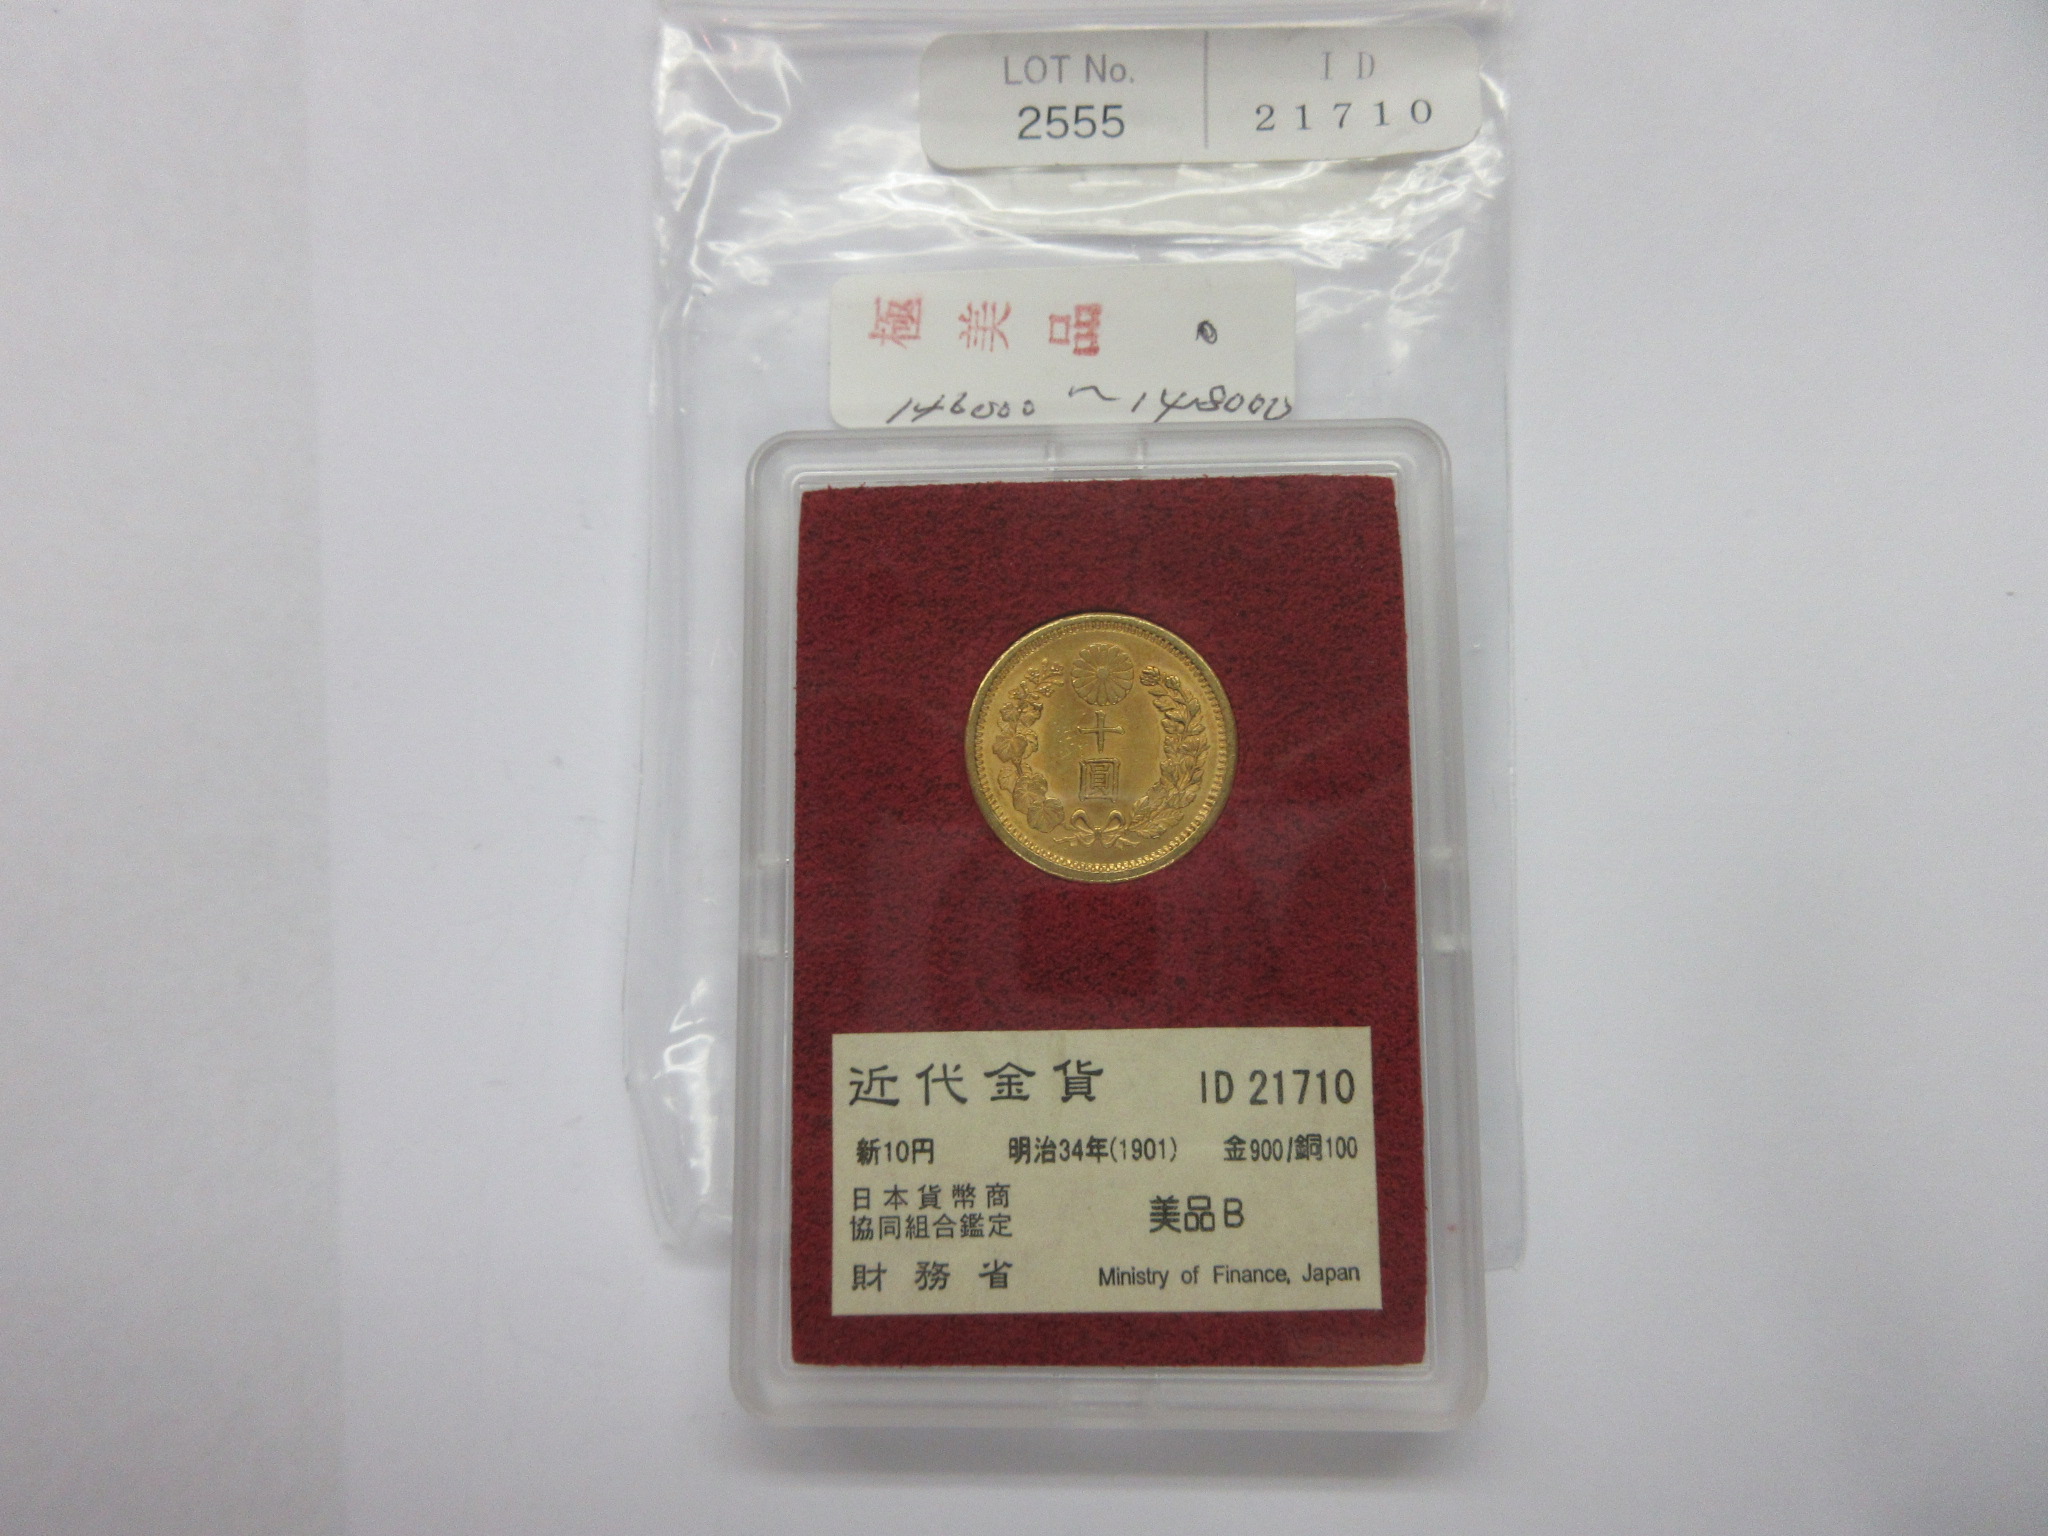 LOT No. ID
2555 21710
極美品
146000 〜 148000
十圓
近代金貨 ID 21710
新10円 明治34年(1901) 金900/銅100
日本貨幣商
協同組合鑑定 美品B
財務省 Ministry of Finance, Japan